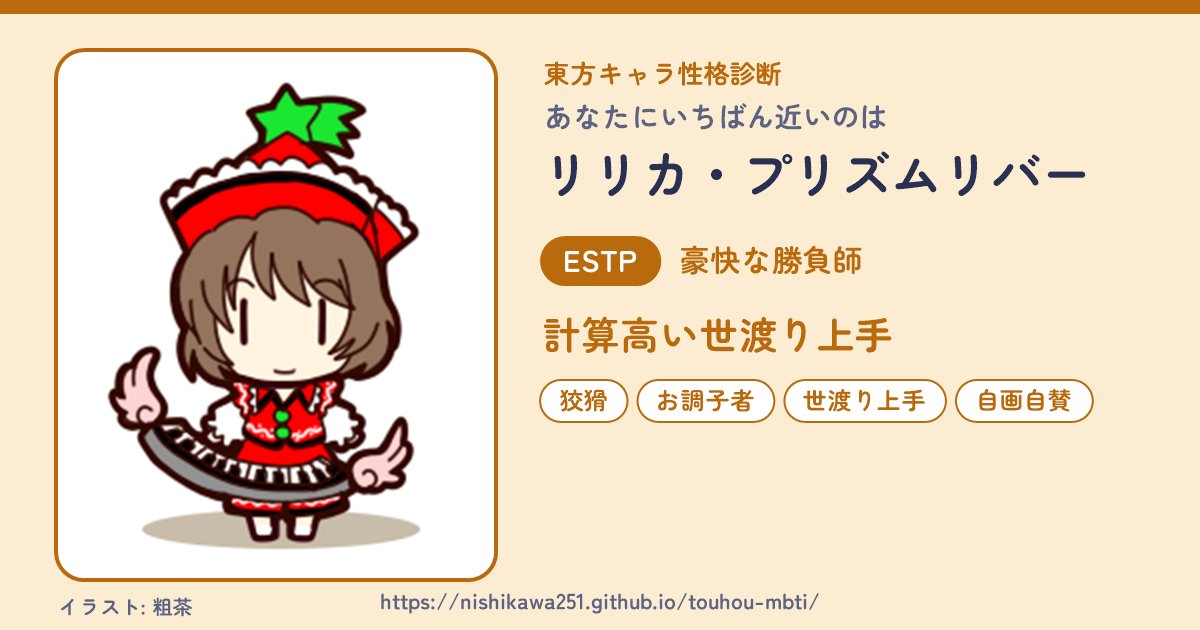 東方キャラ性格診断
あなたにいちばん近いのは
リリカ・プリズムリバー
ESTP 豪快な勝負師
計算高い世渡り上手
狡猾 お調子者 世渡り上手 自画自賛
イラスト: 粗茶
https://nishikawa251.github.io/touhou-mbti/